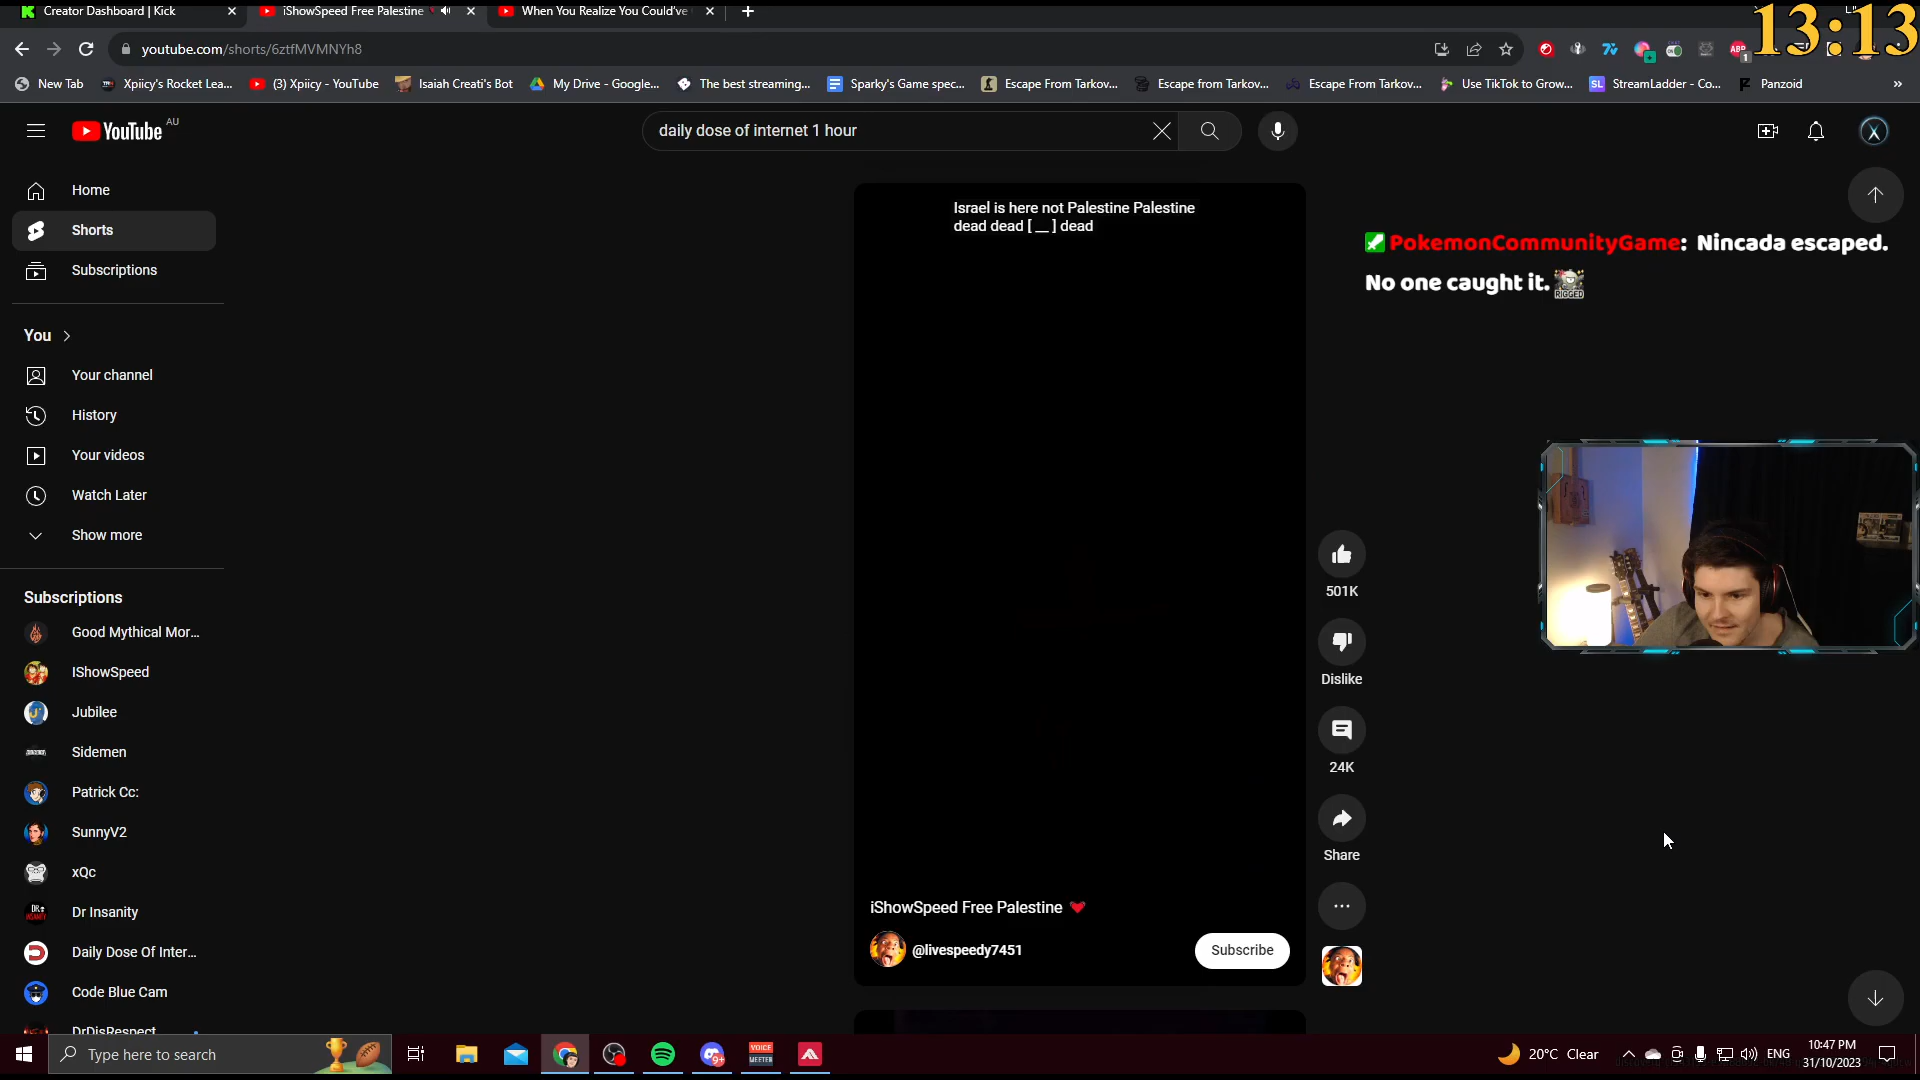 Creator Dashboard | Kick
iShowSpeed Free Palestine
When You Realize You Could've
13:13
youtube.com/shorts/6ztfMVMNYh8
New Tab
Xpiicy's Rocket Lea...
(3) Xpiicy - YouTube
Isaiah Creati's Bot
My Drive - Google...
The best streaming...
Sparky's Game spec...
Escape From Tarkov...
Escape from Tarkov...
Escape From Tarkov...
Use TikTok to Grow...
StreamLadder - Co...
Panzoid
YouTube AU
daily dose of internet 1 hour
Home
Shorts
Subscriptions
You
Your channel
History
Your videos
Watch Later
Show more
Subscriptions
Good Mythical Mor...
IShowSpeed
Jubilee
Sidemen
Patrick Cc:
SunnyV2
xQc
Dr Insanity
Daily Dose Of Inter...
Code Blue Cam
DrDisRespect
Israel is here not Palestine Palestine
dead dead [ __ ] dead
PokemonCommunityGame: Nincada escaped.
No one caught it.
RIGGED
501K
Dislike
24K
Share
iShowSpeed Free Palestine
@livespeedy7451
Subscribe
Type here to search
VOICE
MEETER
9+
20°C Clear
ENG
10:47 PM
31/10/2023